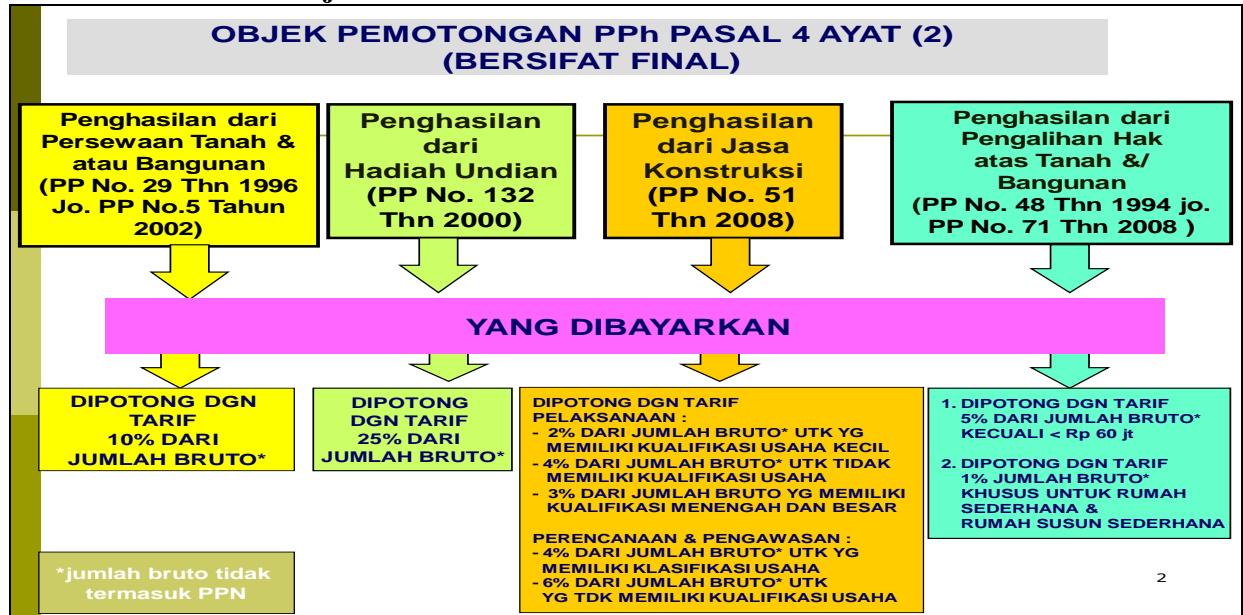 OBJEK PEMOTONGAN PPh PASAL 4 AYAT (2)
(BERSIFAT FINAL)
Penghasilan dari
Persewaan Tanah &
atau Bangunan
(PP No. 29 Thn 1996
Jo. PP No.5 Tahun
2002)
Penghasilan
dari
Hadiah Undian
(PP No. 132
Thn 2000)
Penghasilan
dari Jasa
Konstruksi
(PP No. 51
Thn 2008)
Penghasilan dari
Pengalihan Hak
atas Tanah &/
Bangunan
(PP No. 48 Thn 1994 jo.
PP No. 71 Thn 2008 )
YANG DIBAYARKAN
DIPOTONG DGN
TARIF
10% DARI
JUMLAH BRUTO*
DIPOTONG
DGN TARIF
25% DARI
JUMLAH BRUTO*
DIPOTONG DGN TARIF
PELAKSANAAN :
- 2% DARI JUMLAH BRUTO* UTK YG
MEMILIKI KUALIFIKASI USAHA KECIL
- 4% DARI JUMLAH BRUTO* UTK TIDAK
MEMILIKI KUALIFIKASI USAHA
- 3% DARI JUMLAH BRUTO YG MEMILIKI
KUALIFIKASI MENENGAH DAN BESAR
PERENCANAAN & PENGAWASAN :
- 4% DARI JUMLAH BRUTO* UTK YG
MEMILIKI KLASIFIKASI USAHA
- 6% DARI JUMLAH BRUTO* UTK
YG TDK MEMILIKI KUALIFIKASI USAHA
1. DIPOTONG DGN TARIF
5% DARI JUMLAH BRUTO*
KECUALI < Rp 60 jt
2. DIPOTONG DGN TARIF
1% JUMLAH BRUTO*
KHUSUS UNTUK RUMAH
SEDERHANA &
RUMAH SUSUN SEDERHANA
*jumlah bruto tidak
termasuk PPN
2